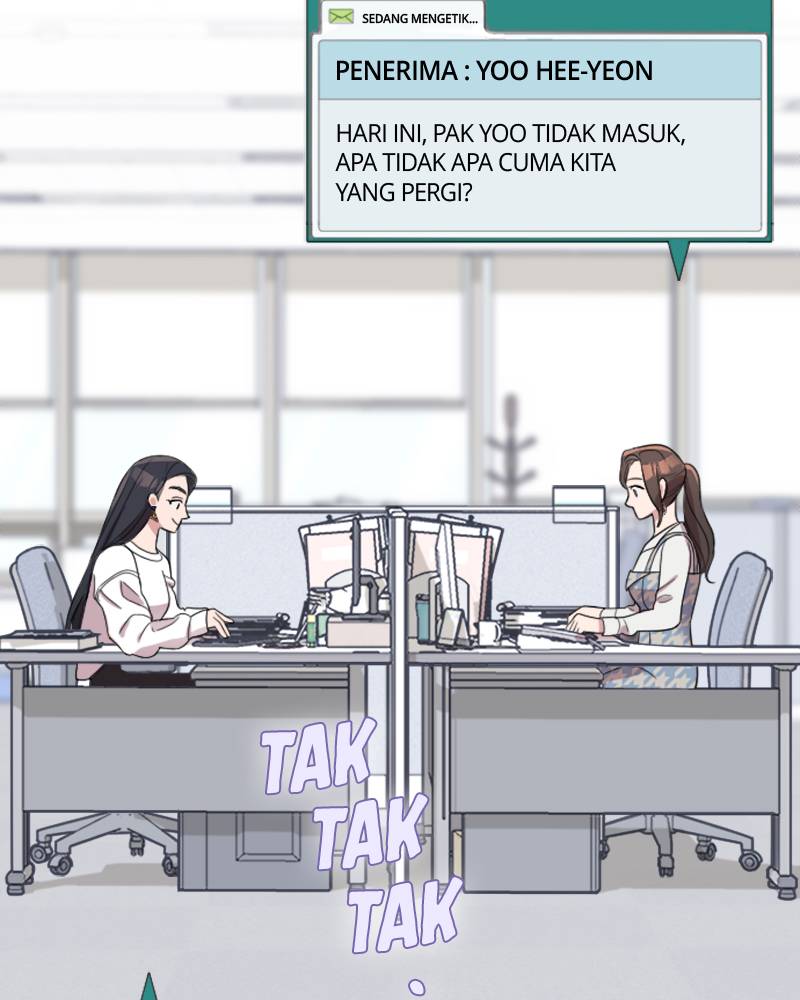 SEDANG MENGETIK...
PENERIMA : YOO HEE-YEON
HARI INI, PAK YOO TIDAK MASUK,
APA TIDAK APA CUMA KITA
YANG PERGI?
TAK
TAK
TAK